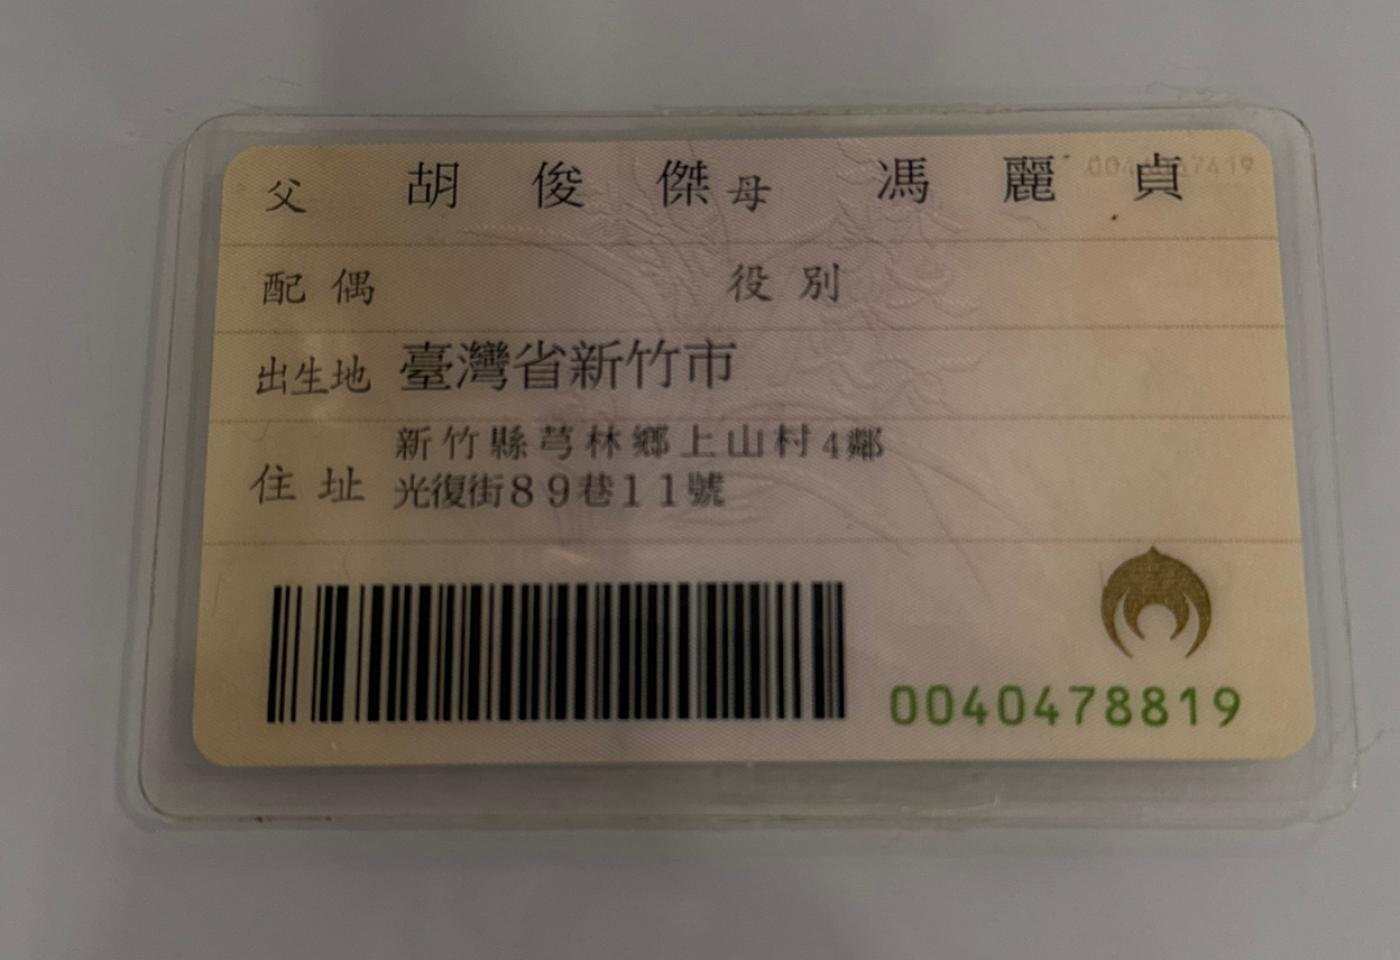 父 胡俊傑 母 馮麗貞
配偶 役別
出生地 臺灣省新竹市
住址 新竹縣芎林鄉上山村4鄰
光復街89巷11號
0040478819